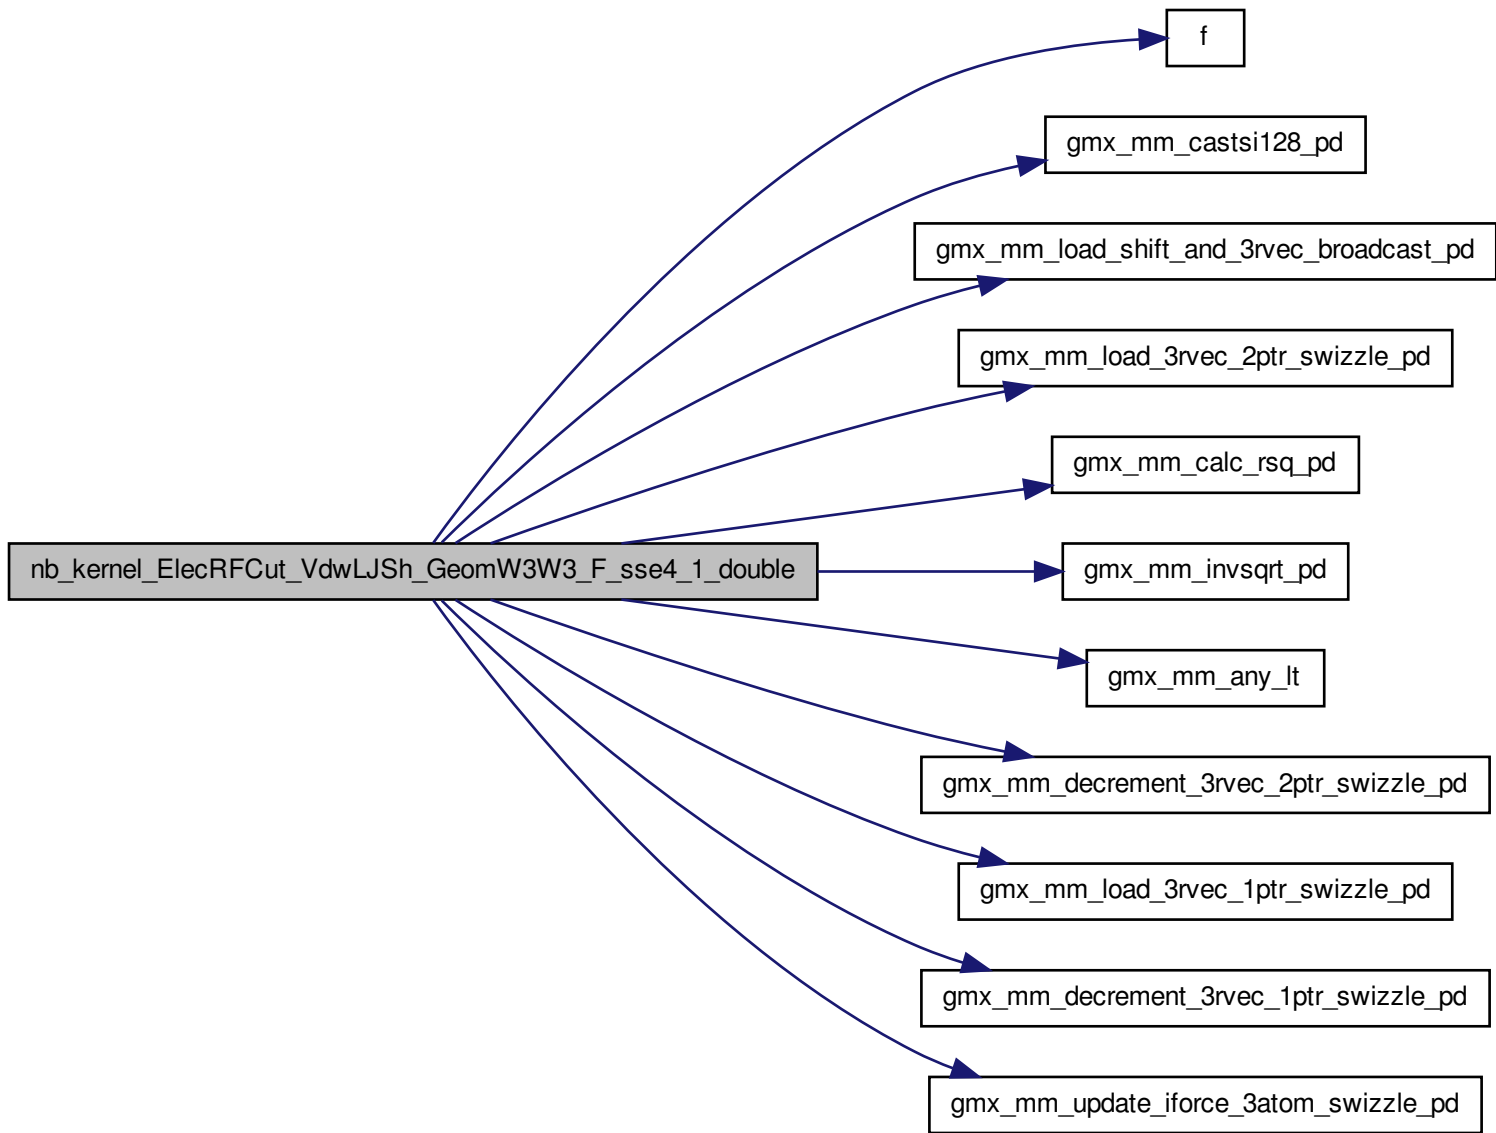 f
gmx_mm_castsi128_pd
gmx_mm_load_shift_and_3rvec_broadcast_pd
gmx_mm_load_3rvec_2ptr_swizzle_pd
gmx_mm_calc_rsq_pd
nb_kernel_ElecRFCut_VdwLJSh_GeomW3W3_F_sse4_1_double
gmx_mm_invsqrt_pd
gmx_mm_any_lt
gmx_mm_decrement_3rvec_2ptr_swizzle_pd
gmx_mm_load_3rvec_1ptr_swizzle_pd
gmx_mm_decrement_3rvec_1ptr_swizzle_pd
gmx_mm_update_iforce_3atom_swizzle_pd